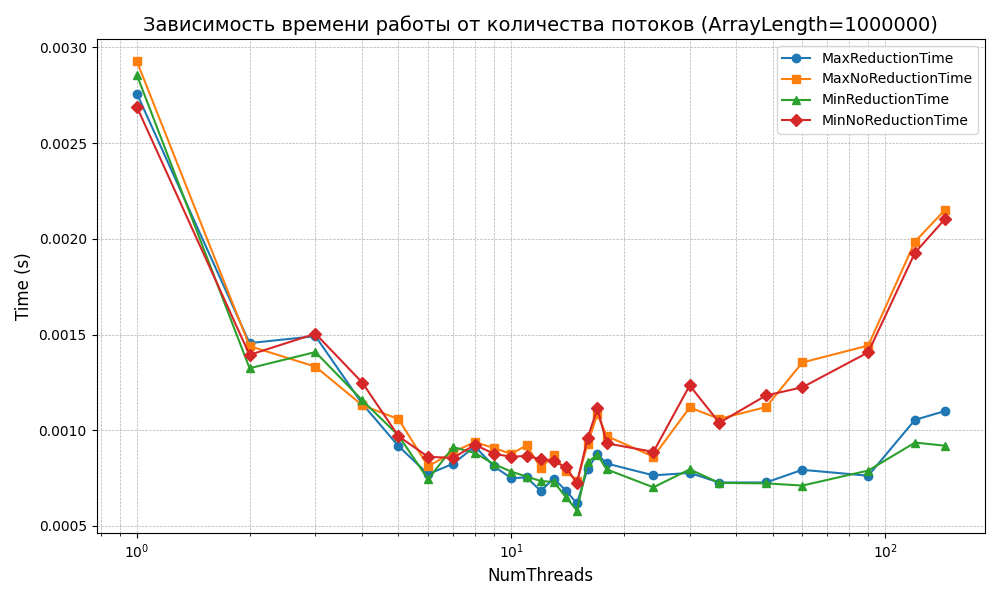 Зависимость времени работы от количества потоков (ArrayLength=1000000)
MaxReductionTime
MaxNoReductionTime
MinReductionTime
MinNoReductionTime
Time (s)
0.0030
0.0025
0.0020
0.0015
0.0010
0.0005
10⁰
10¹
10²
NumThreads